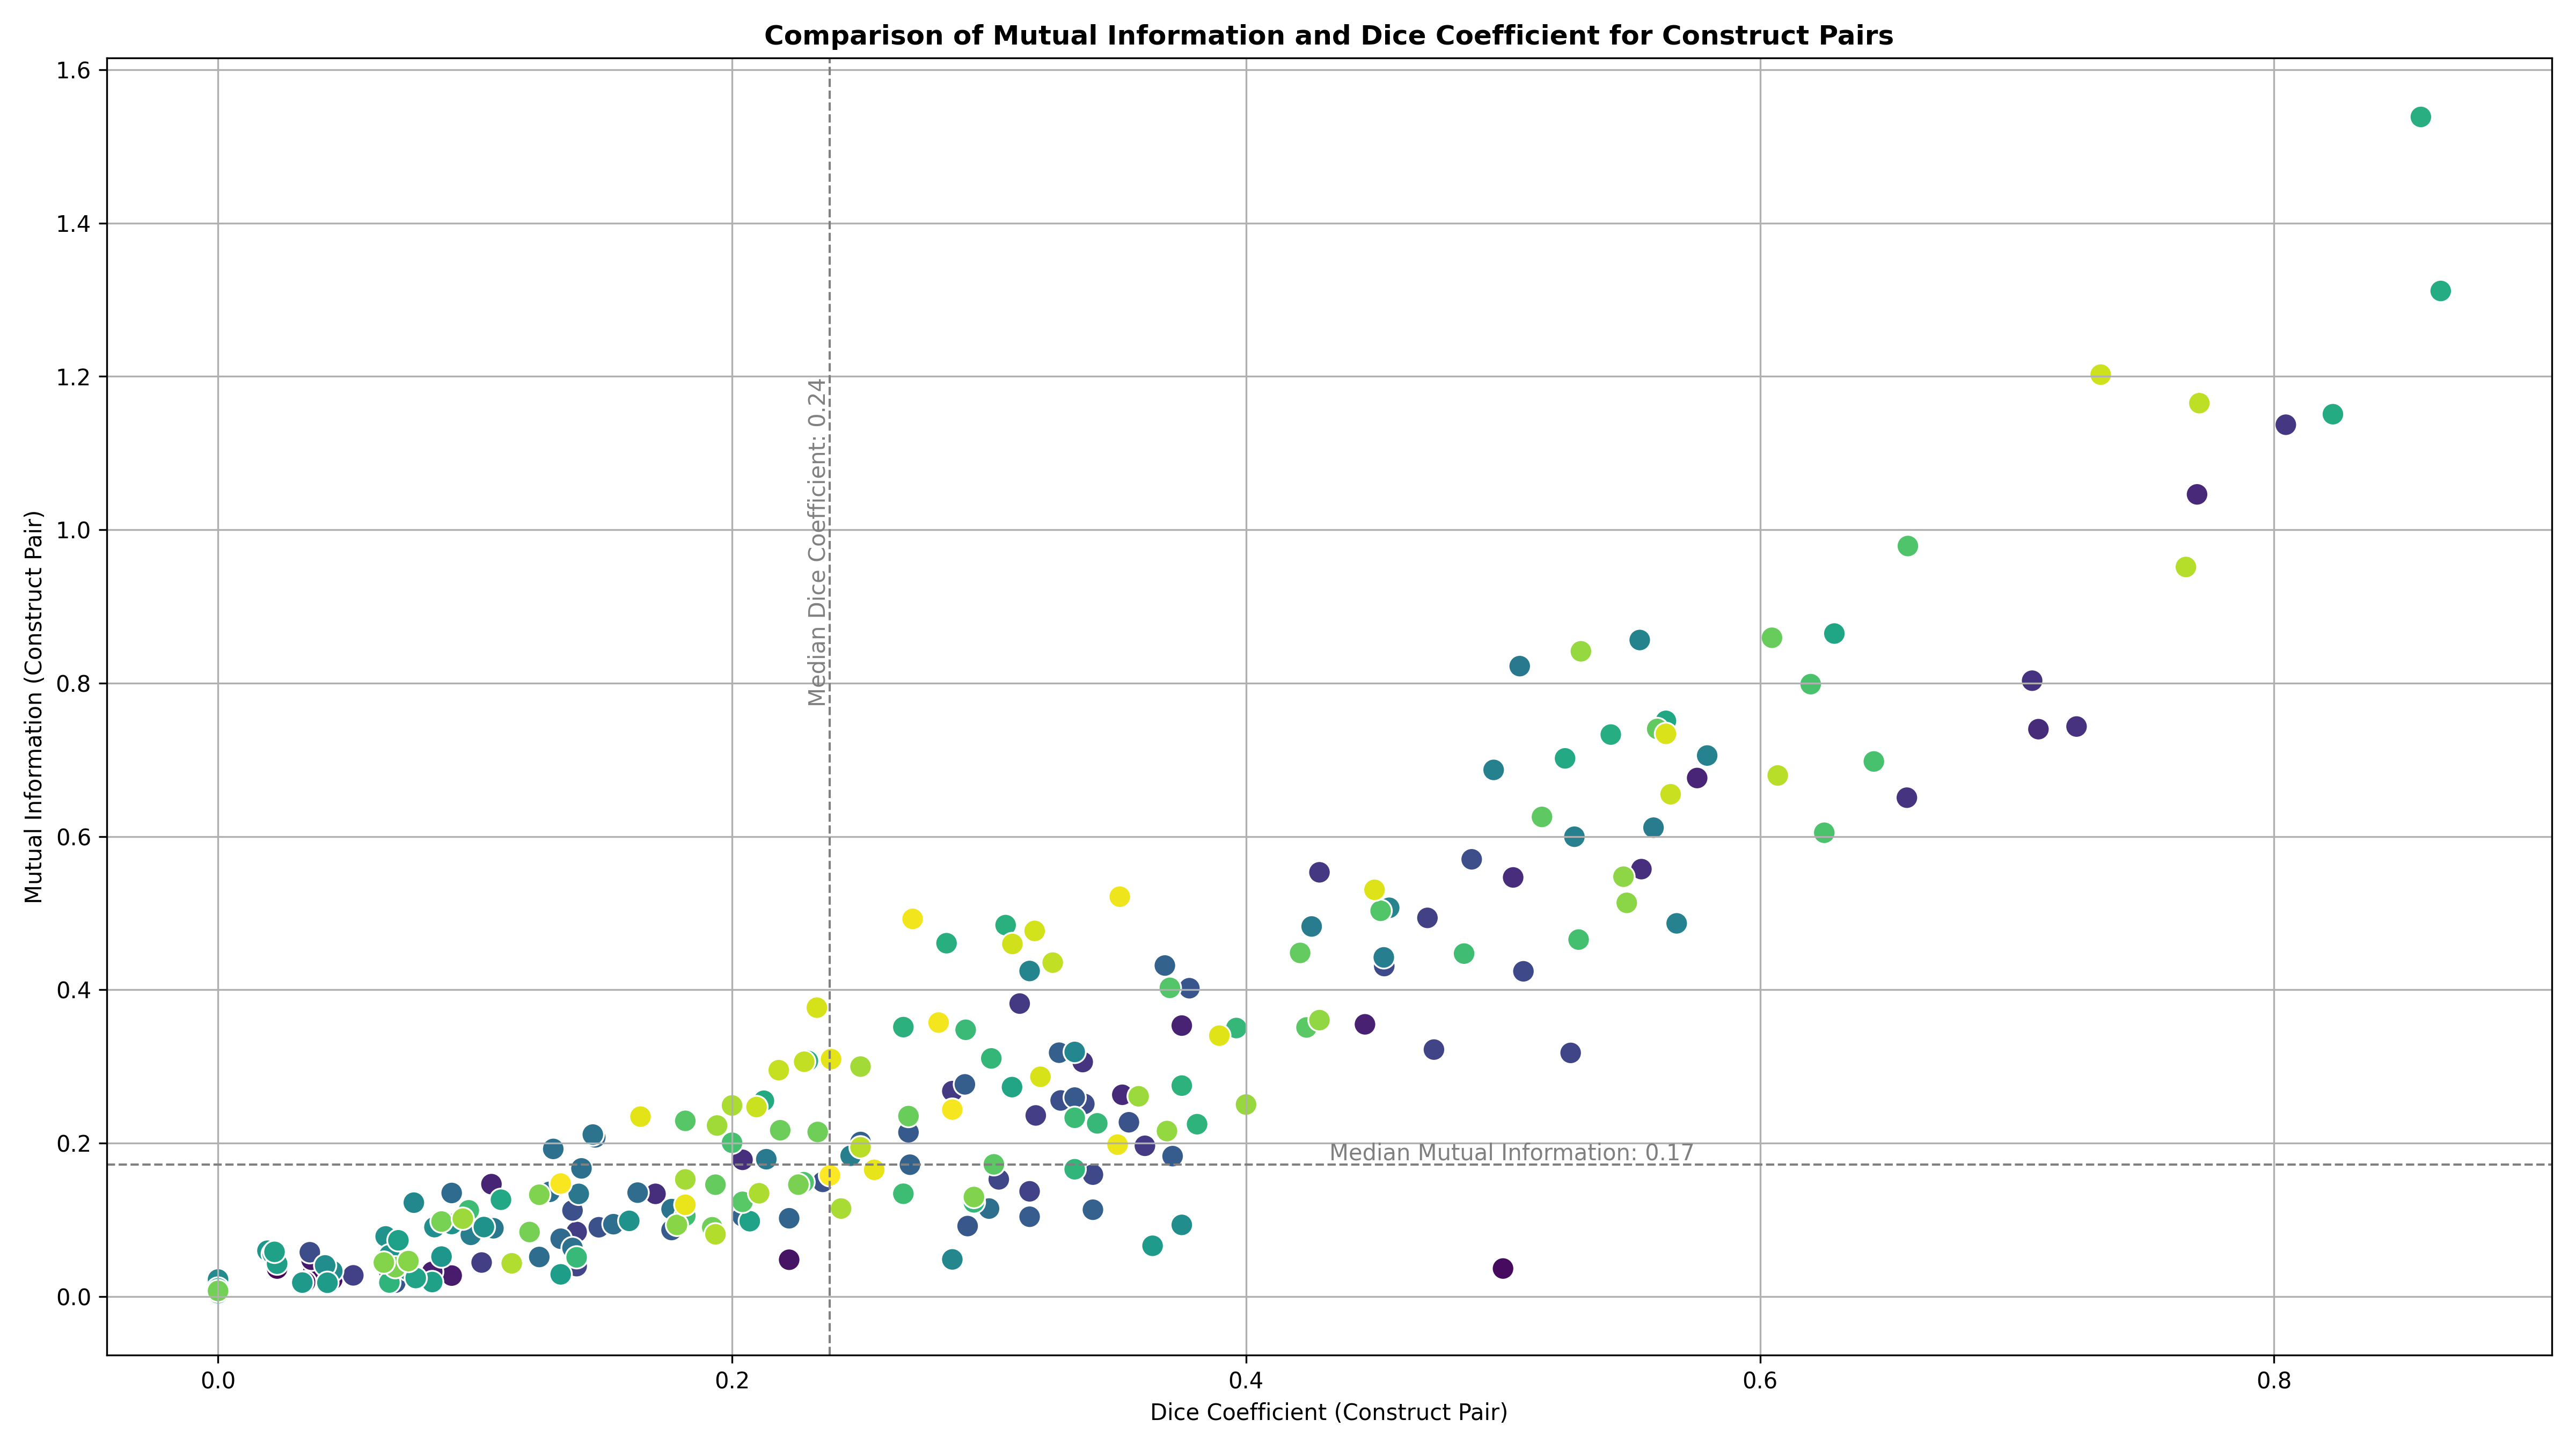 Comparison of Mutual Information and Dice Coefficient for Construct Pairs
Mutual Information (Construct Pair)
1.6
1.4
1.2
1.0
0.8
0.6
0.4
0.2
0.0
Median Dice Coefficient: 0.24
Median Mutual Information: 0.17
0.0 0.2 0.4 0.6 0.8
Dice Coefficient (Construct Pair)